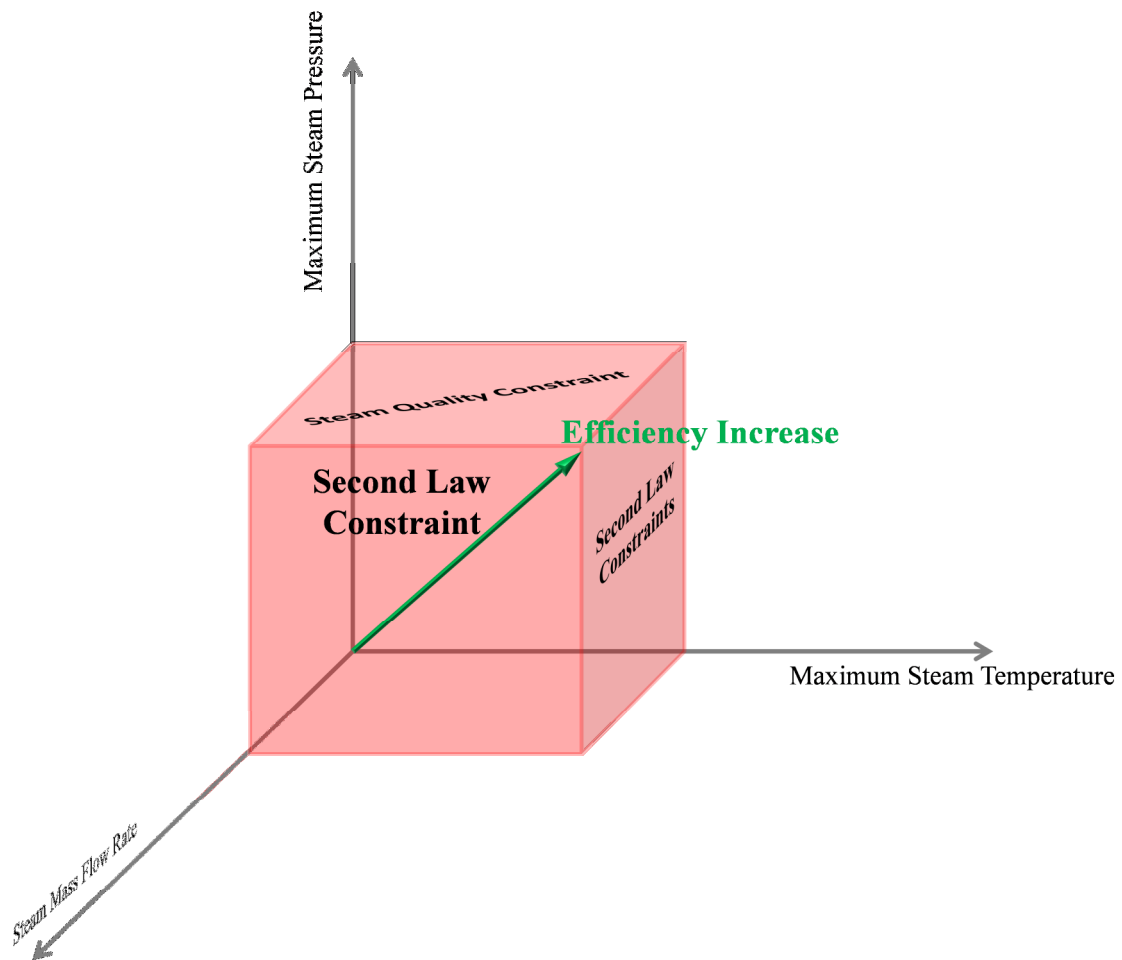 Maximum Steam Pressure
Steam Quality Constraint
Efficiency Increase
Second Law
Constraint
Second Law
Constraints
Maximum Steam Temperature
Steam Mass Flow Rate